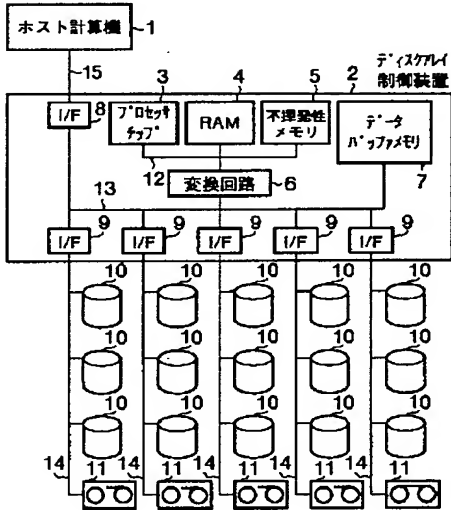 ホスト計算機 1
15
3 4 5 2 ディスクアレイ制御装置
I/F 8
プロセッサチップ
RAM
不揮発性メモリ
データバッファメモリ
12
変換回路 6
7
13
I/F 9 I/F 9 I/F 9 I/F 9 I/F 9
10 10 10 10 10
10 10 10 10 10
10 10 10 10 10
14 11 14 11 14 11 14 11 14 11